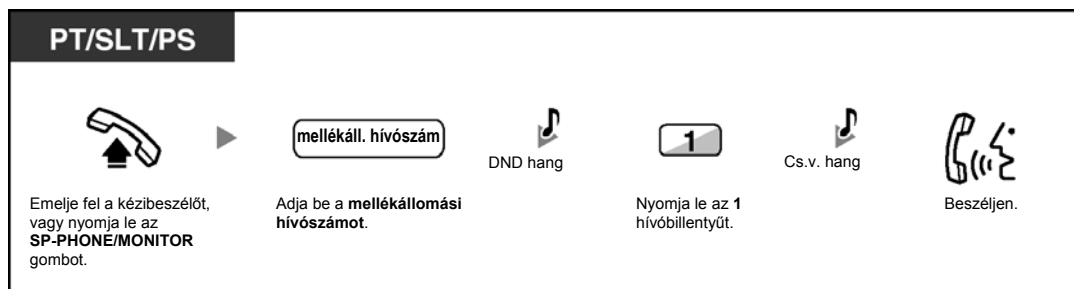 PT/SLT/PS
mellékáll. hívószám
DND hang
1
Cs.v. hang
Emelje fel a kézibeszélőt,
vagy nyomja le az
SP-PHONE/MONITOR
gombot.
Adja be a mellékállomási
hívószámot.
Nyomja le az 1
hívóbillentyűt.
Beszéljen.